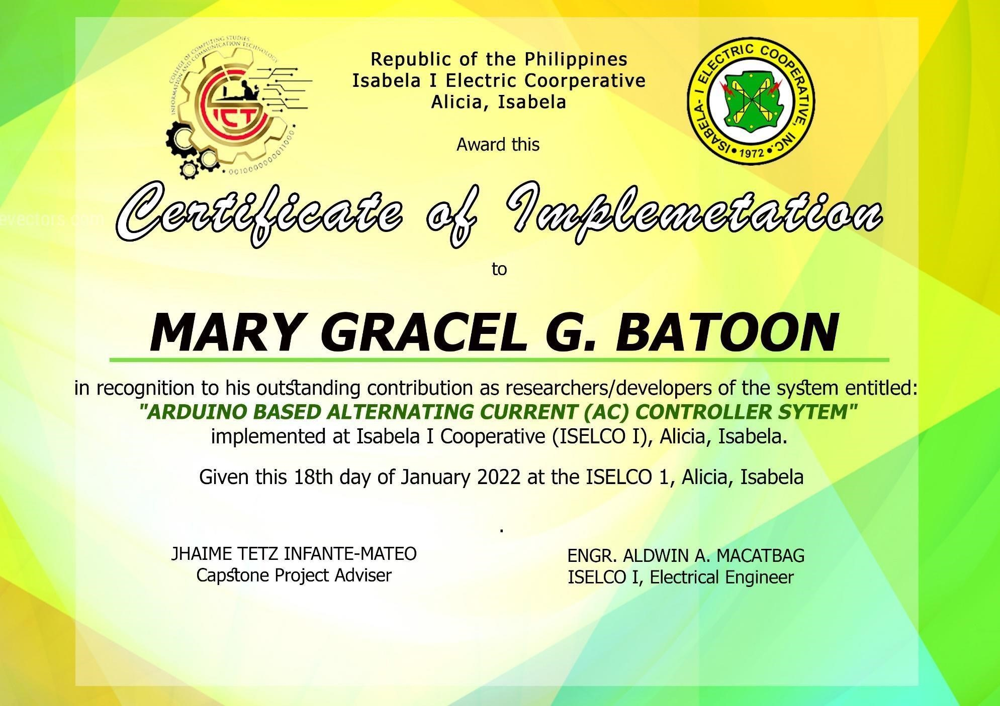 COLLEGE OF COMPUTING STUDIES
INFORMATION AND COMMUNICATION TECHNOLOGY
ICT
Republic of the Philippines
Isabela I Electric Coorperative
Alicia, Isabela
ISABELA- I ELECTRIC COOPERATIVE, INC.
1972
Award this
Certificate of Implemetation
evectors.com
to
MARY GRACEL G. BATOON
in recognition to his outstanding contribution as researchers/developers of the system entitled:
"ARDUINO BASED ALTERNATING CURRENT (AC) CONTROLLER SYTEM"
implemented at Isabela I Cooperative (ISELCO I), Alicia, Isabela.
Given this 18th day of January 2022 at the ISELCO 1, Alicia, Isabela
.
JHAIME TETZ INFANTE-MATEO
Capstone Project Adviser
ENGR. ALDWIN A. MACATBAG
ISELCO I, Electrical Engineer